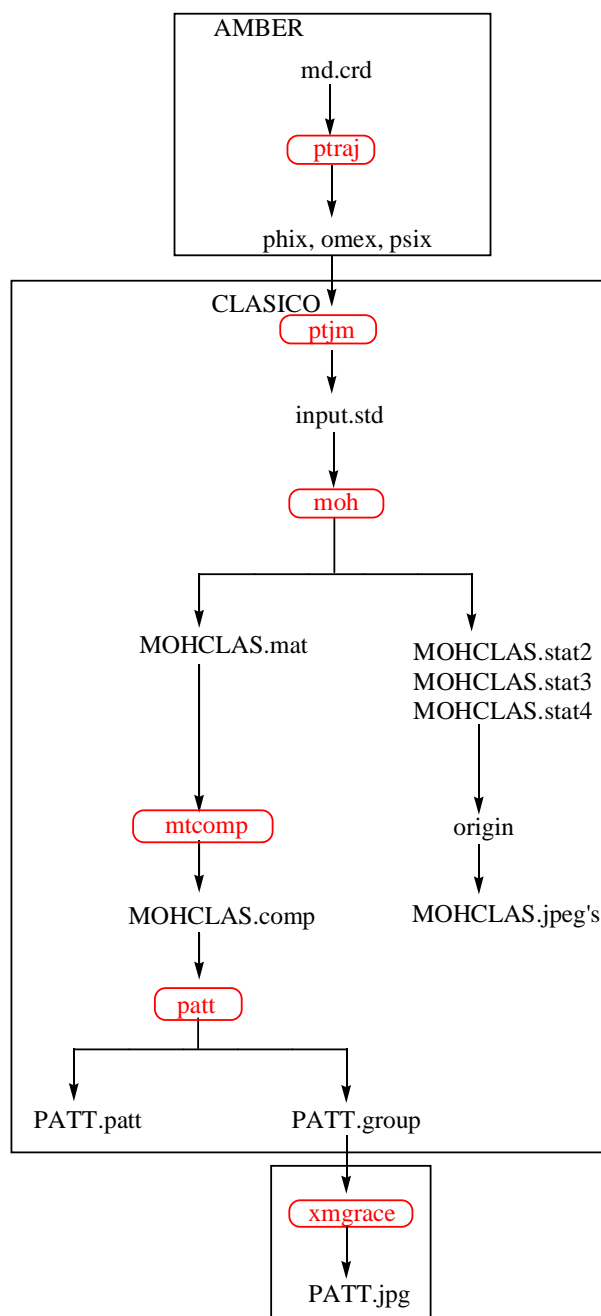 AMBER
md.crd
ptraj
phix, omex, psix
CLASICO
ptjm
input.std
moh
MOHCLAS.mat
MOHCLAS.stat2
MOHCLAS.stat3
MOHCLAS.stat4
mtcomp
origin
MOHCLAS.comp
MOHCLAS.jpeg's
patt
PATT.patt
PATT.group
xmgrace
PATT.jpg